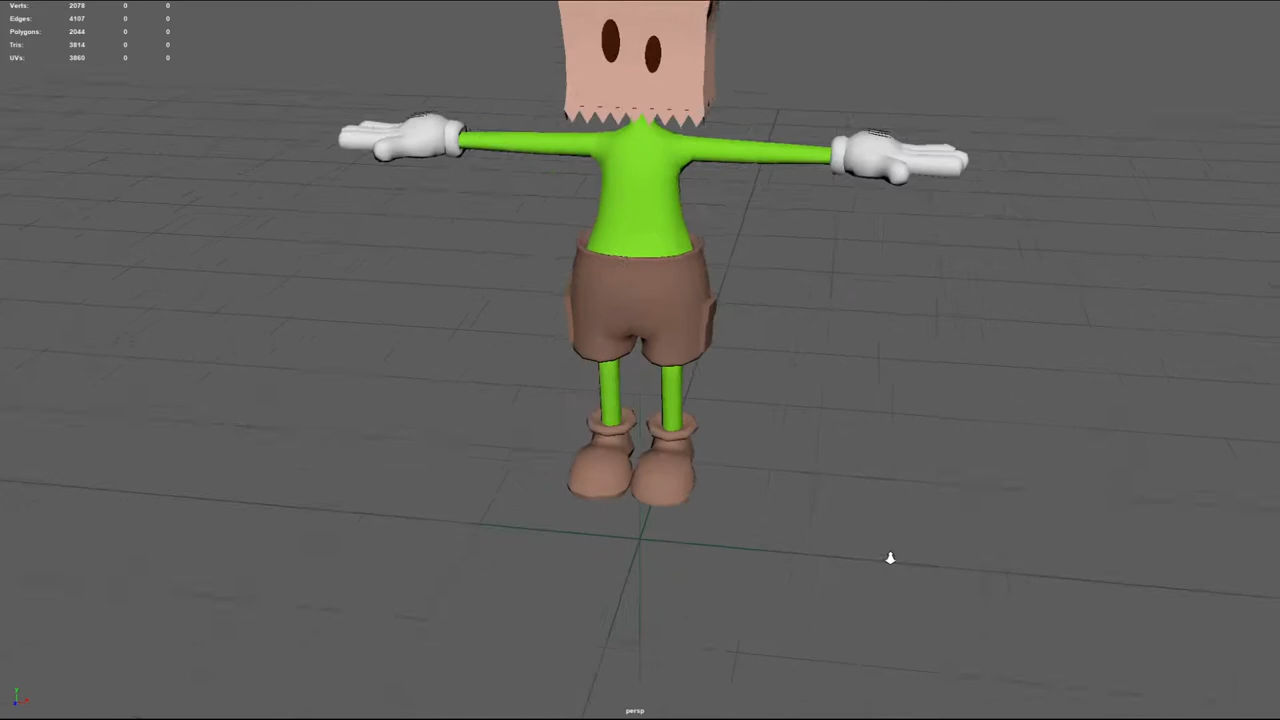 Verts: 2078 0 0
Edges: 4107 0 0
Polygons: 2044 0 0
Tris: 3814 0 0
UVs: 3860 0 0
persp